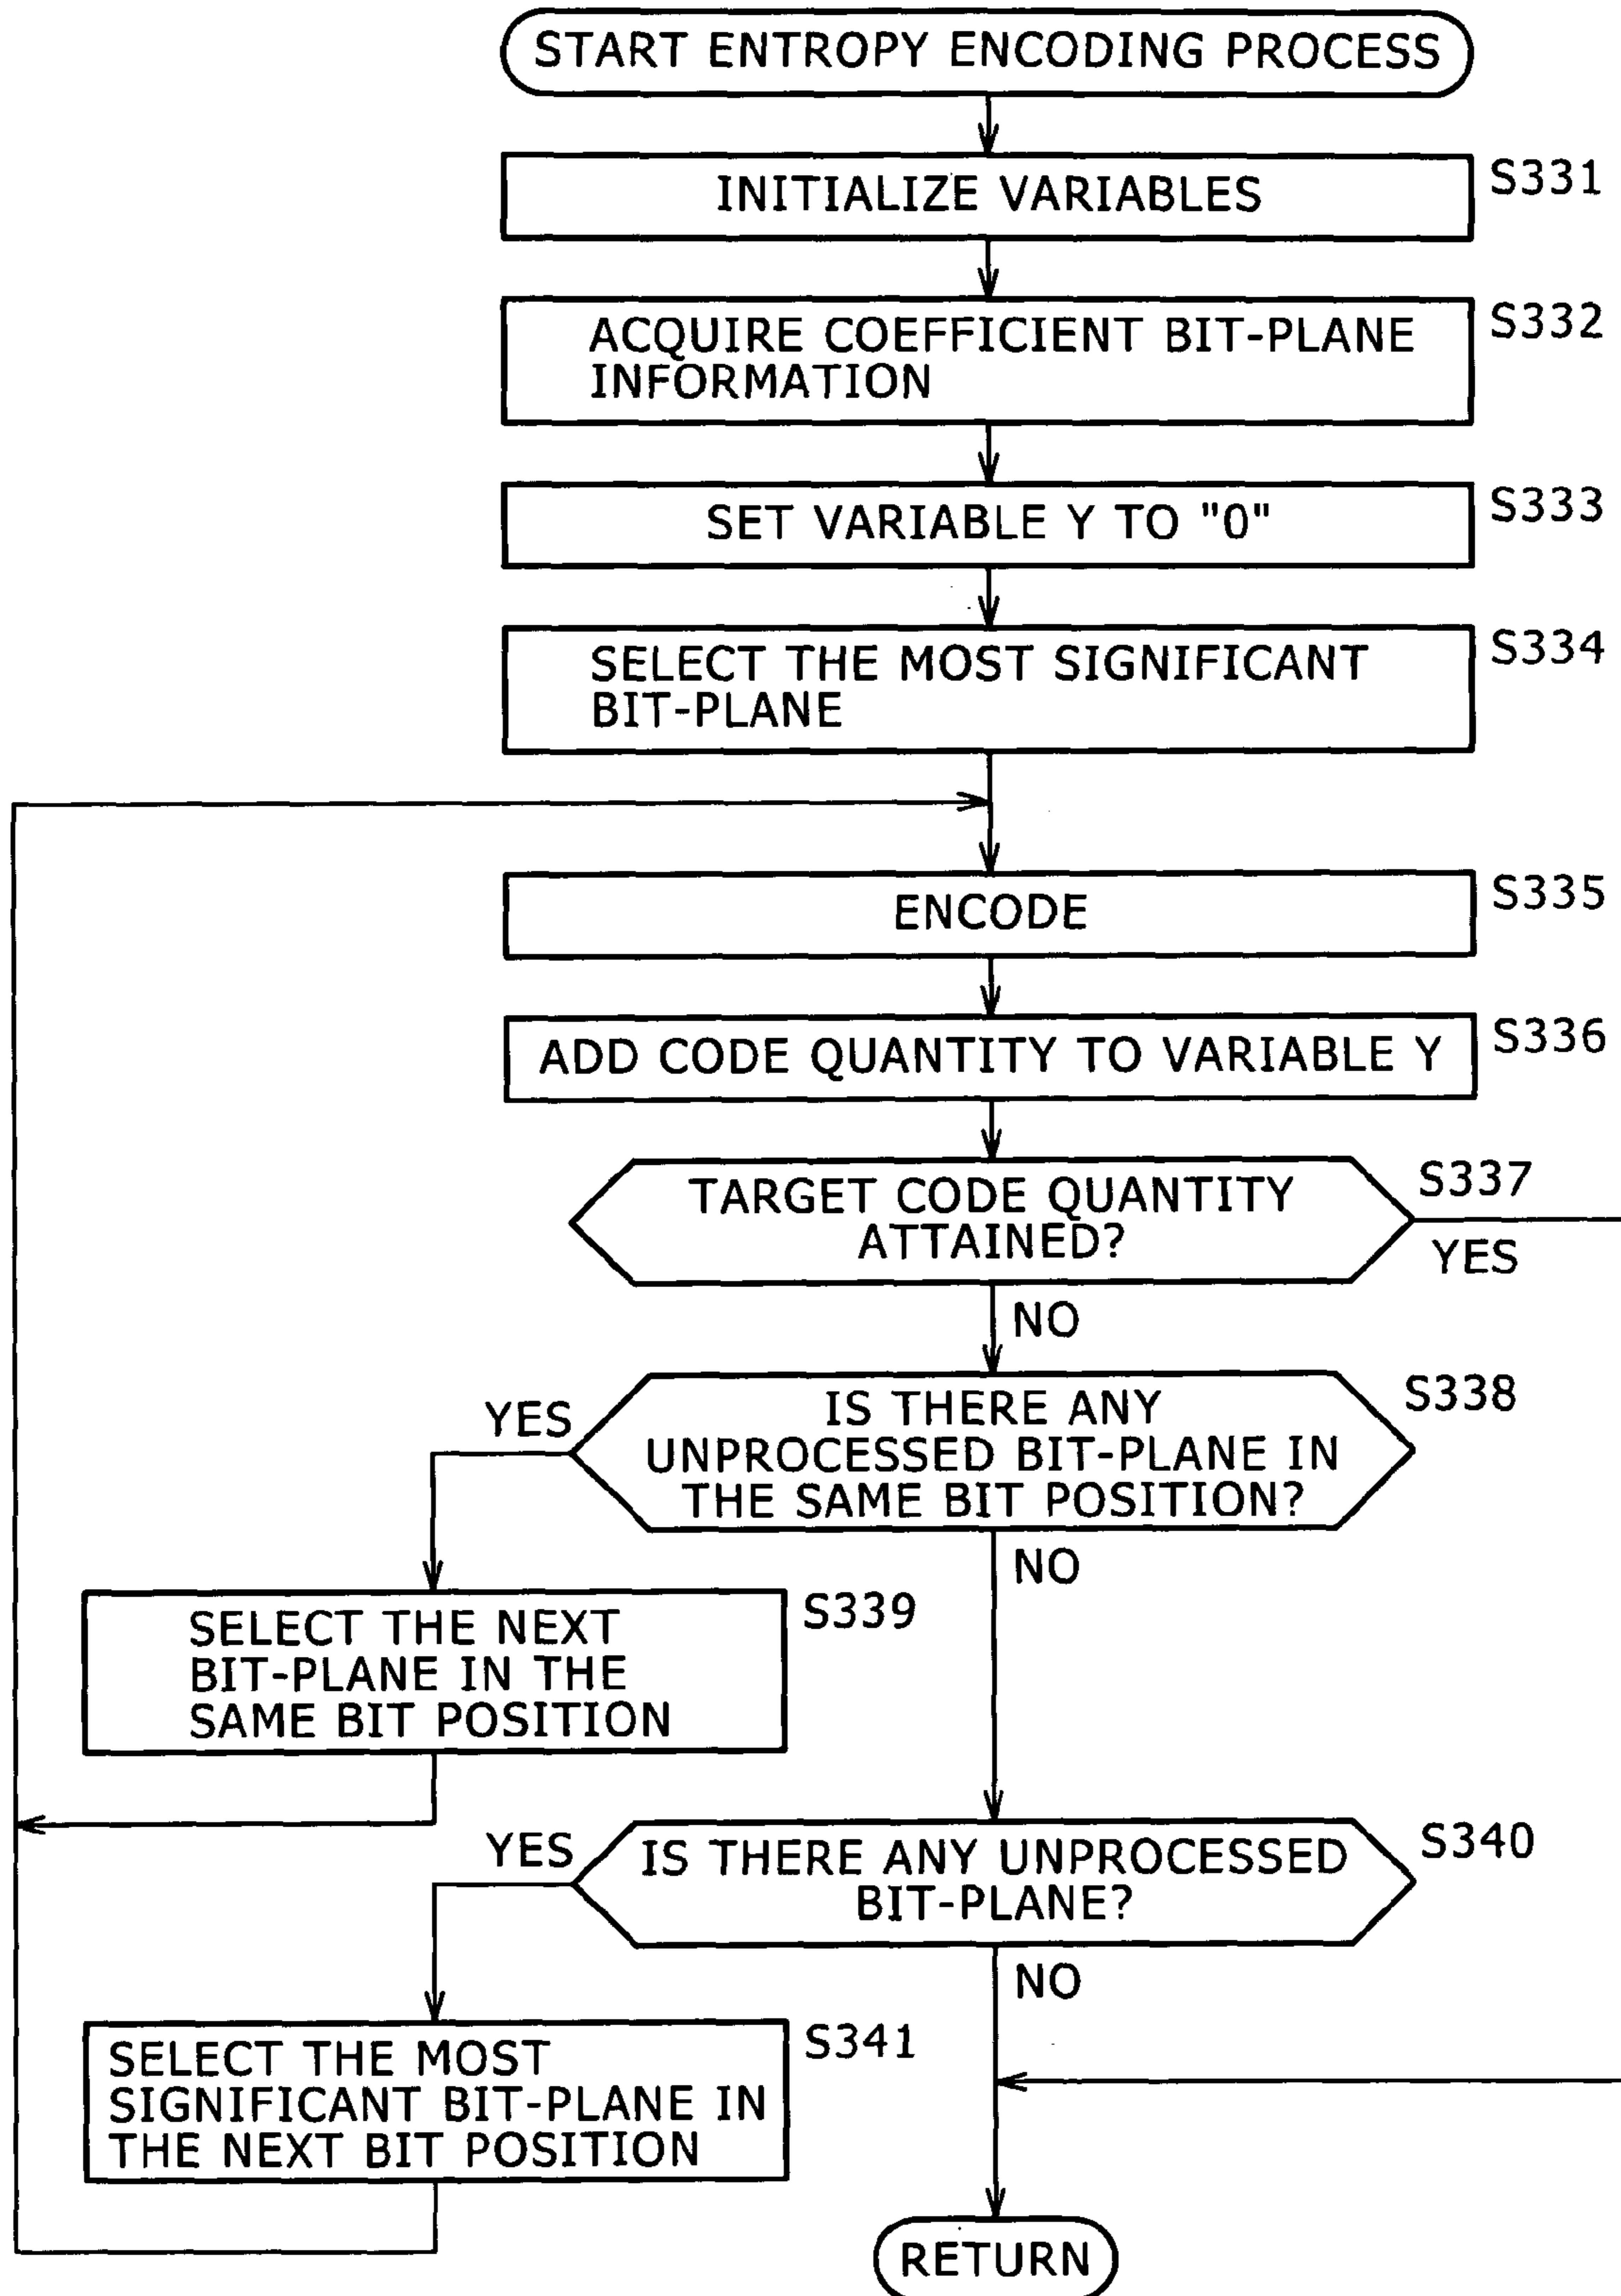 START ENTROPY ENCODING PROCESS
INITIALIZE VARIABLES
S331
ACQUIRE COEFFICIENT BIT-PLANE
INFORMATION
S332
SET VARIABLE Y TO "0"
S333
SELECT THE MOST SIGNIFICANT
BIT-PLANE
S334
ENCODE
S335
ADD CODE QUANTITY TO VARIABLE Y
S336
TARGET CODE QUANTITY
ATTAINED?
S337
YES
NO
IS THERE ANY
UNPROCESSED BIT-PLANE IN
THE SAME BIT POSITION?
S338
YES
NO
SELECT THE NEXT
BIT-PLANE IN THE
SAME BIT POSITION
S339
IS THERE ANY UNPROCESSED
BIT-PLANE?
S340
YES
NO
SELECT THE MOST
SIGNIFICANT BIT-PLANE IN
THE NEXT BIT POSITION
S341
RETURN